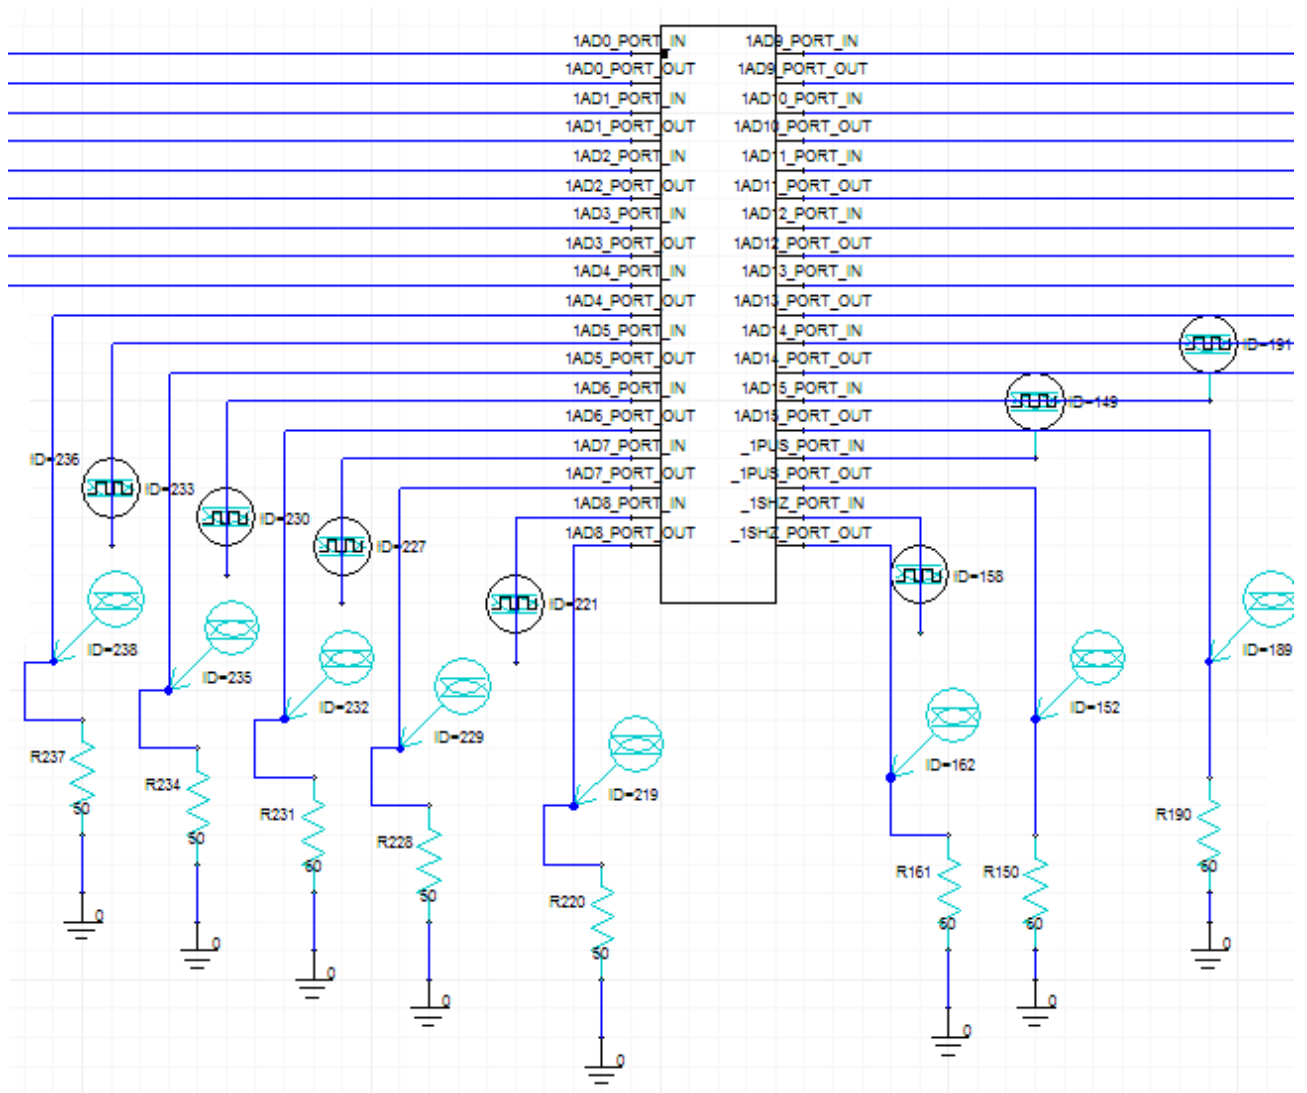 1AD0_PORT_IN 1AD9_PORT_IN
1AD0_PORT_OUT 1AD9_PORT_OUT
1AD1_PORT_IN 1AD10_PORT_IN
1AD1_PORT_OUT 1AD10_PORT_OUT
1AD2_PORT_IN 1AD11_PORT_IN
1AD2_PORT_OUT 1AD11_PORT_OUT
1AD3_PORT_IN 1AD12_PORT_IN
1AD3_PORT_OUT 1AD12_PORT_OUT
1AD4_PORT_IN 1AD13_PORT_IN
1AD4_PORT_OUT 1AD13_PORT_OUT
1AD5_PORT_IN 1AD14_PORT_IN
ID=191
1AD5_PORT_OUT 1AD14_PORT_OUT
1AD6_PORT_IN 1AD15_PORT_IN
ID=149
1AD6_PORT_OUT 1AD15_PORT_OUT
1AD7_PORT_IN _1PUS_PORT_IN
ID=236
1AD7_PORT_OUT _1PUS_PORT_OUT
ID=233
1AD8_PORT_IN _1SHZ_PORT_IN
ID=230
1AD8_PORT_OUT _1SHZ_PORT_OUT
ID=227
ID=158
ID=221
ID=238
ID=189
ID=235
ID=232 ID=152
ID=229
R237
ID=162
R234
ID=219
50
R231 R190
50
R228
50 50
R161 R150
50
R220
0
50 50
0 0
50
0
0 0
0
0